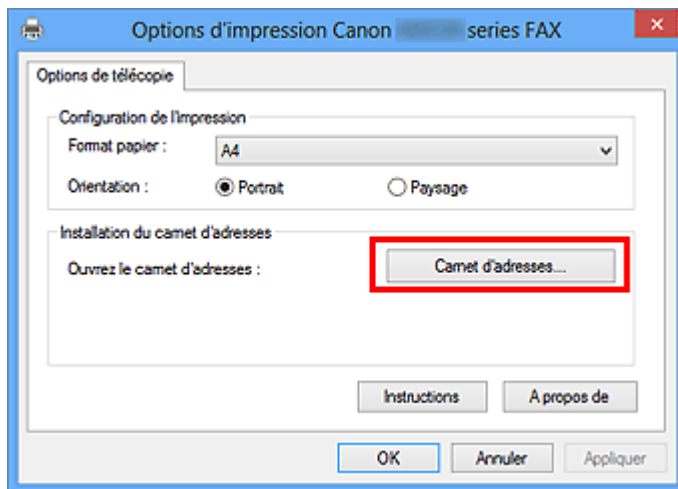 Options d'impression Canon series FAX
Options de télécopie
Configuration de l'impression
Format papier : A4
Orientation : Portrait Paysage
Installation du carnet d'adresses
Ouvrez le carnet d'adresses : Carnet d'adresses...
Instructions A propos de
OK Annuler Appliquer